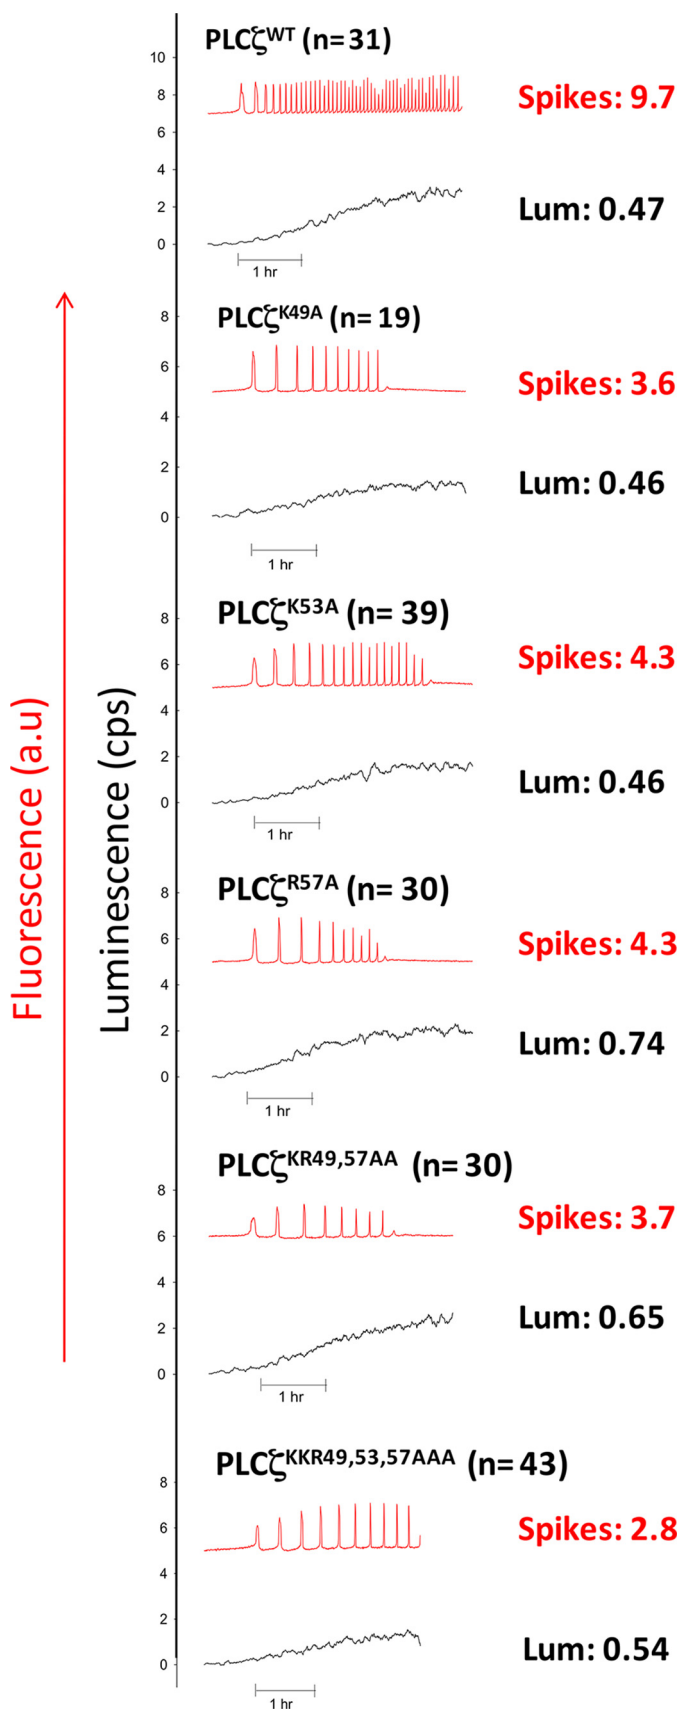 PLCζWT (n=31)
10
8
6
4
2
0
Spikes: 9.7
Lum: 0.47
1 hr
PLCζK49A (n= 19)
8
6
4
2
0
Spikes: 3.6
Lum: 0.46
1 hr
PLCζK53A (n= 39)
8
6
4
2
0
Spikes: 4.3
Lum: 0.46
1 hr
Fluorescence (a.u)
Luminescence (cps)
PLCζR57A (n= 30)
8
6
4
2
0
Spikes: 4.3
Lum: 0.74
1 hr
PLCζKR49,57AA (n= 30)
8
6
4
2
0
Spikes: 3.7
Lum: 0.65
1 hr
PLCζKKR49,53,57AAA (n= 43)
8
6
4
2
0
Spikes: 2.8
Lum: 0.54
1 hr